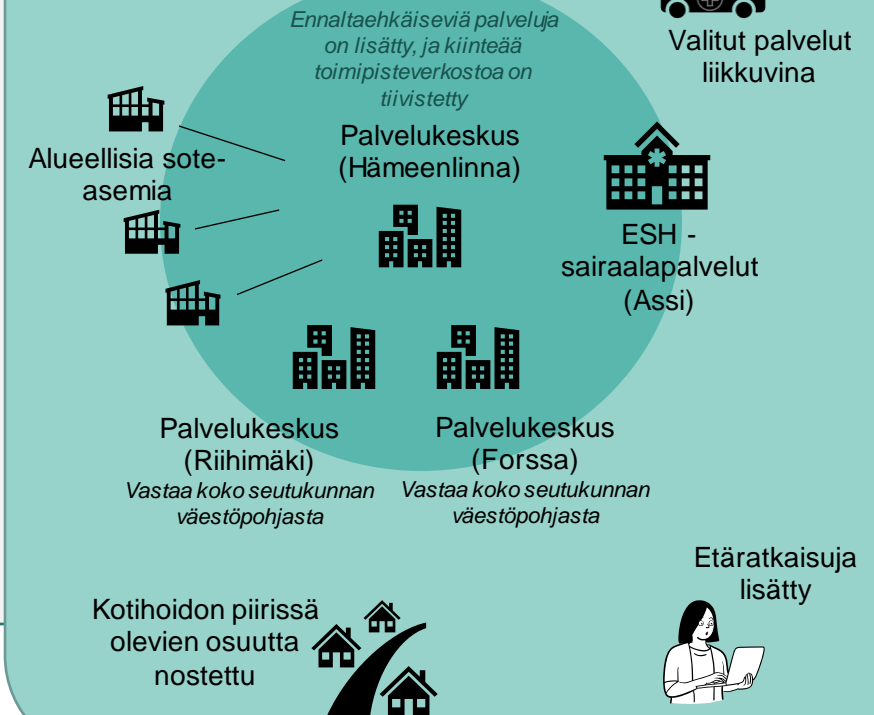 Ennaltaehkäiseviä palveluja
on lisätty, ja kiinteää
toimipisteverkostoa on
tiivistetty
Valitut palvelut
liikkuvina
Palvelukeskus
(Hämeenlinna)
Alueellisia sote-
asemia
ESH -
sairaalapalvelut
(Assi)
Palvelukeskus
(Riihimäki)
Vastaa koko seutukunnan
väestöpohjasta
Palvelukeskus
(Forssa)
Vastaa koko seutukunnan
väestöpohjasta
Etäratkaisuja
lisätty
Kotihoidon piirissä
olevien osuutta
nostettu